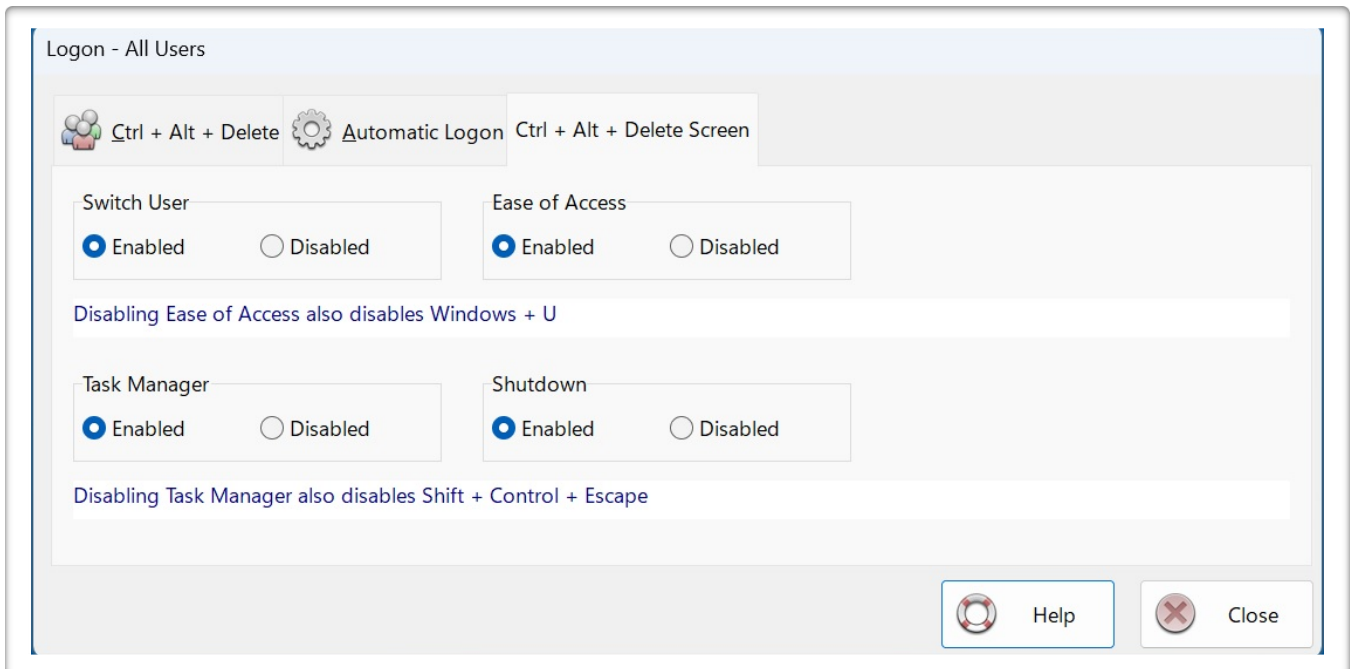 Logon - All Users
Ctrl + Alt + Delete Automatic Logon Ctrl + Alt + Delete Screen
Switch User Ease of Access
Enabled Disabled Enabled Disabled
Disabling Ease of Access also disables Windows + U
Task Manager Shutdown
Enabled Disabled Enabled Disabled
Disabling Task Manager also disables Shift + Control + Escape
Help Close